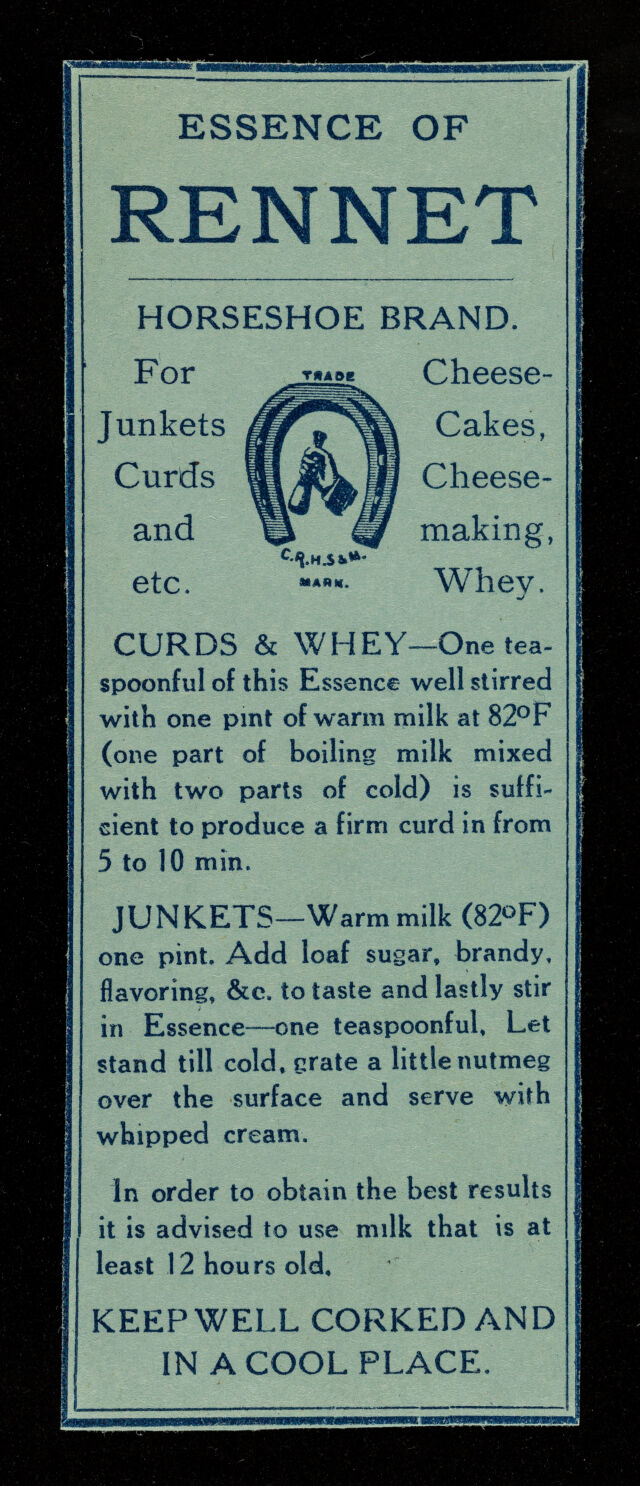 ESSENCE OF
RENNET
HORSESHOE BRAND.
For
Junkets
Curds
and
etc.
TRADE
C.R.H.S&M.
MARK.
Cheese-
Cakes,
Cheese-
making,
Whey.
CURDS & WHEY—One tea-
spoonful of this Essence well stirred
with one pint of warm milk at 82ºF
(one part of boiling milk mixed
with two parts of cold) is suffi-
cient to produce a firm curd in from
5 to 10 min.
JUNKETS—Warm milk (82ºF)
one pint. Add loaf sugar, brandy,
flavoring, &c. to taste and lastly stir
in Essence—one teaspoonful, Let
stand till cold, grate a little nutmeg
over the surface and serve with
whipped cream.
In order to obtain the best results
it is advised to use milk that is at
least 12 hours old,
KEEP WELL CORKED AND
IN A COOL PLACE.